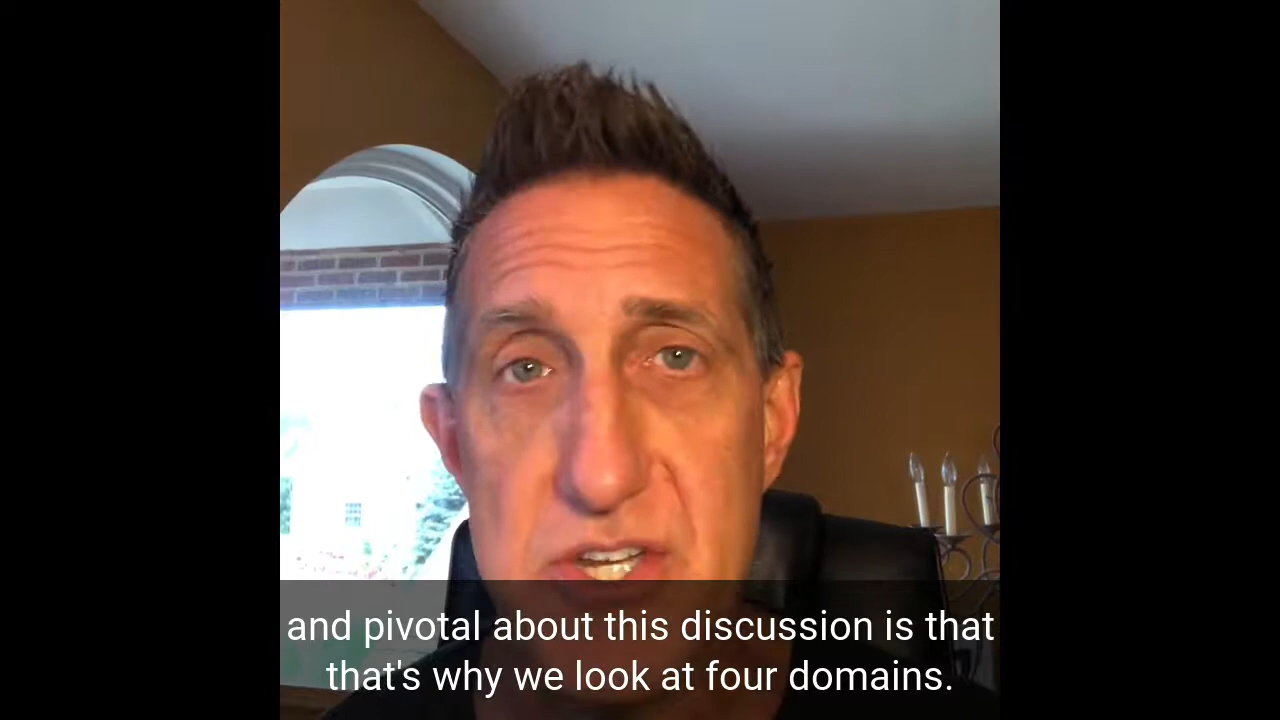 and pivotal about this discussion is that
that's why we look at four domains.